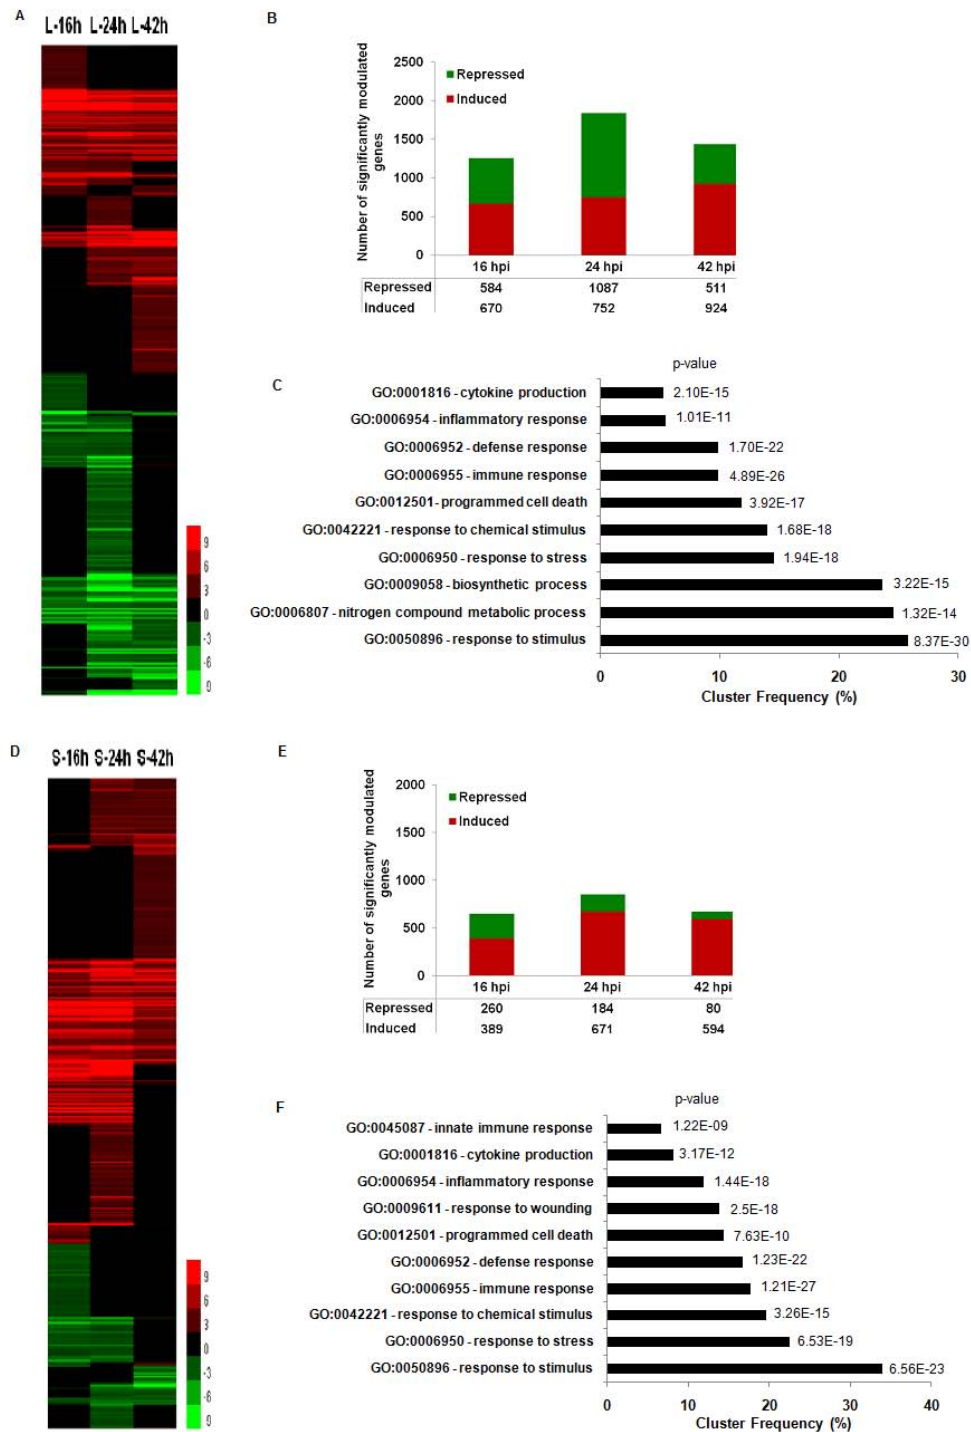 A
L-16h L-24h L-42h
9
6
3
0
-3
-6
9
B
Number of significantly modulated
genes
2500
2000
1500
1000
500
0
Repressed
Induced
16 hpi 24 hpi 42 hpi
Repressed 584 1087 511
Induced 670 752 924
C
p-value
GO:0001816 - cytokine production 2.10E-15
GO:0006954 - inflammatory response 1.01E-11
GO:0006952 - defense response 1.70E-22
GO:0006955 - immune response 4.89E-26
GO:0012501- programmed cell death 3.92E-17
GO:0042221 - response to chemical stimulus 1.68E-18
GO:0006950 - response to stress 1.94E-18
GO:0009058 - biosynthetic process 3.22E-15
GO:0006807 - nitrogen compound metabolic process 1.32E-14
GO:0050896 - response to stimulus 8.37E-30
0 10 20 30
Cluster Frequency (%)
D
S-16h S-24h S-42h
9
6
3
0
-3
-6
9
E
Number of significantly modulated
genes
2000
1500
1000
500
0
Repressed
Induced
16 hpi 24 hpi 42 hpi
Repressed 260 184 80
Induced 389 671 594
F
p-value
GO:0045087 - innate immune response 1.22E-09
GO:0001816 - cytokine production 3.17E-12
GO:0006954 - inflammatory response 1.44E-18
GO:0009611 - response to wounding 2.5E-18
GO:0012501 - programmed cell death 7.63E-10
GO:0006952 - defense response 1.23E-22
GO:0006955 - immune response 1.21E-27
GO:0042221 - response to chemical stimulus 3.26E-15
GO:0006950 - response to stress 6.53E-19
GO:0050896 - response to stimulus 6.56E-23
0 10 20 30 40
Cluster Frequency (%)